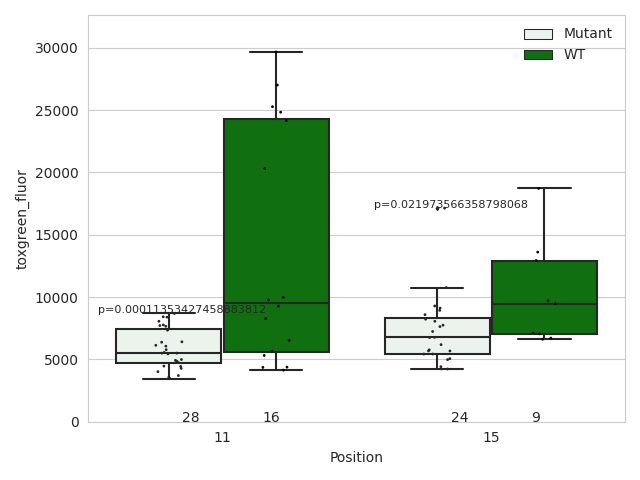 Mutant
WT
30000
25000
20000
15000
10000
5000
0
toxgreen_fluor
p=0.021973566358798068
p=0.00011353427458883812
28
16
24
9
11
15
Position